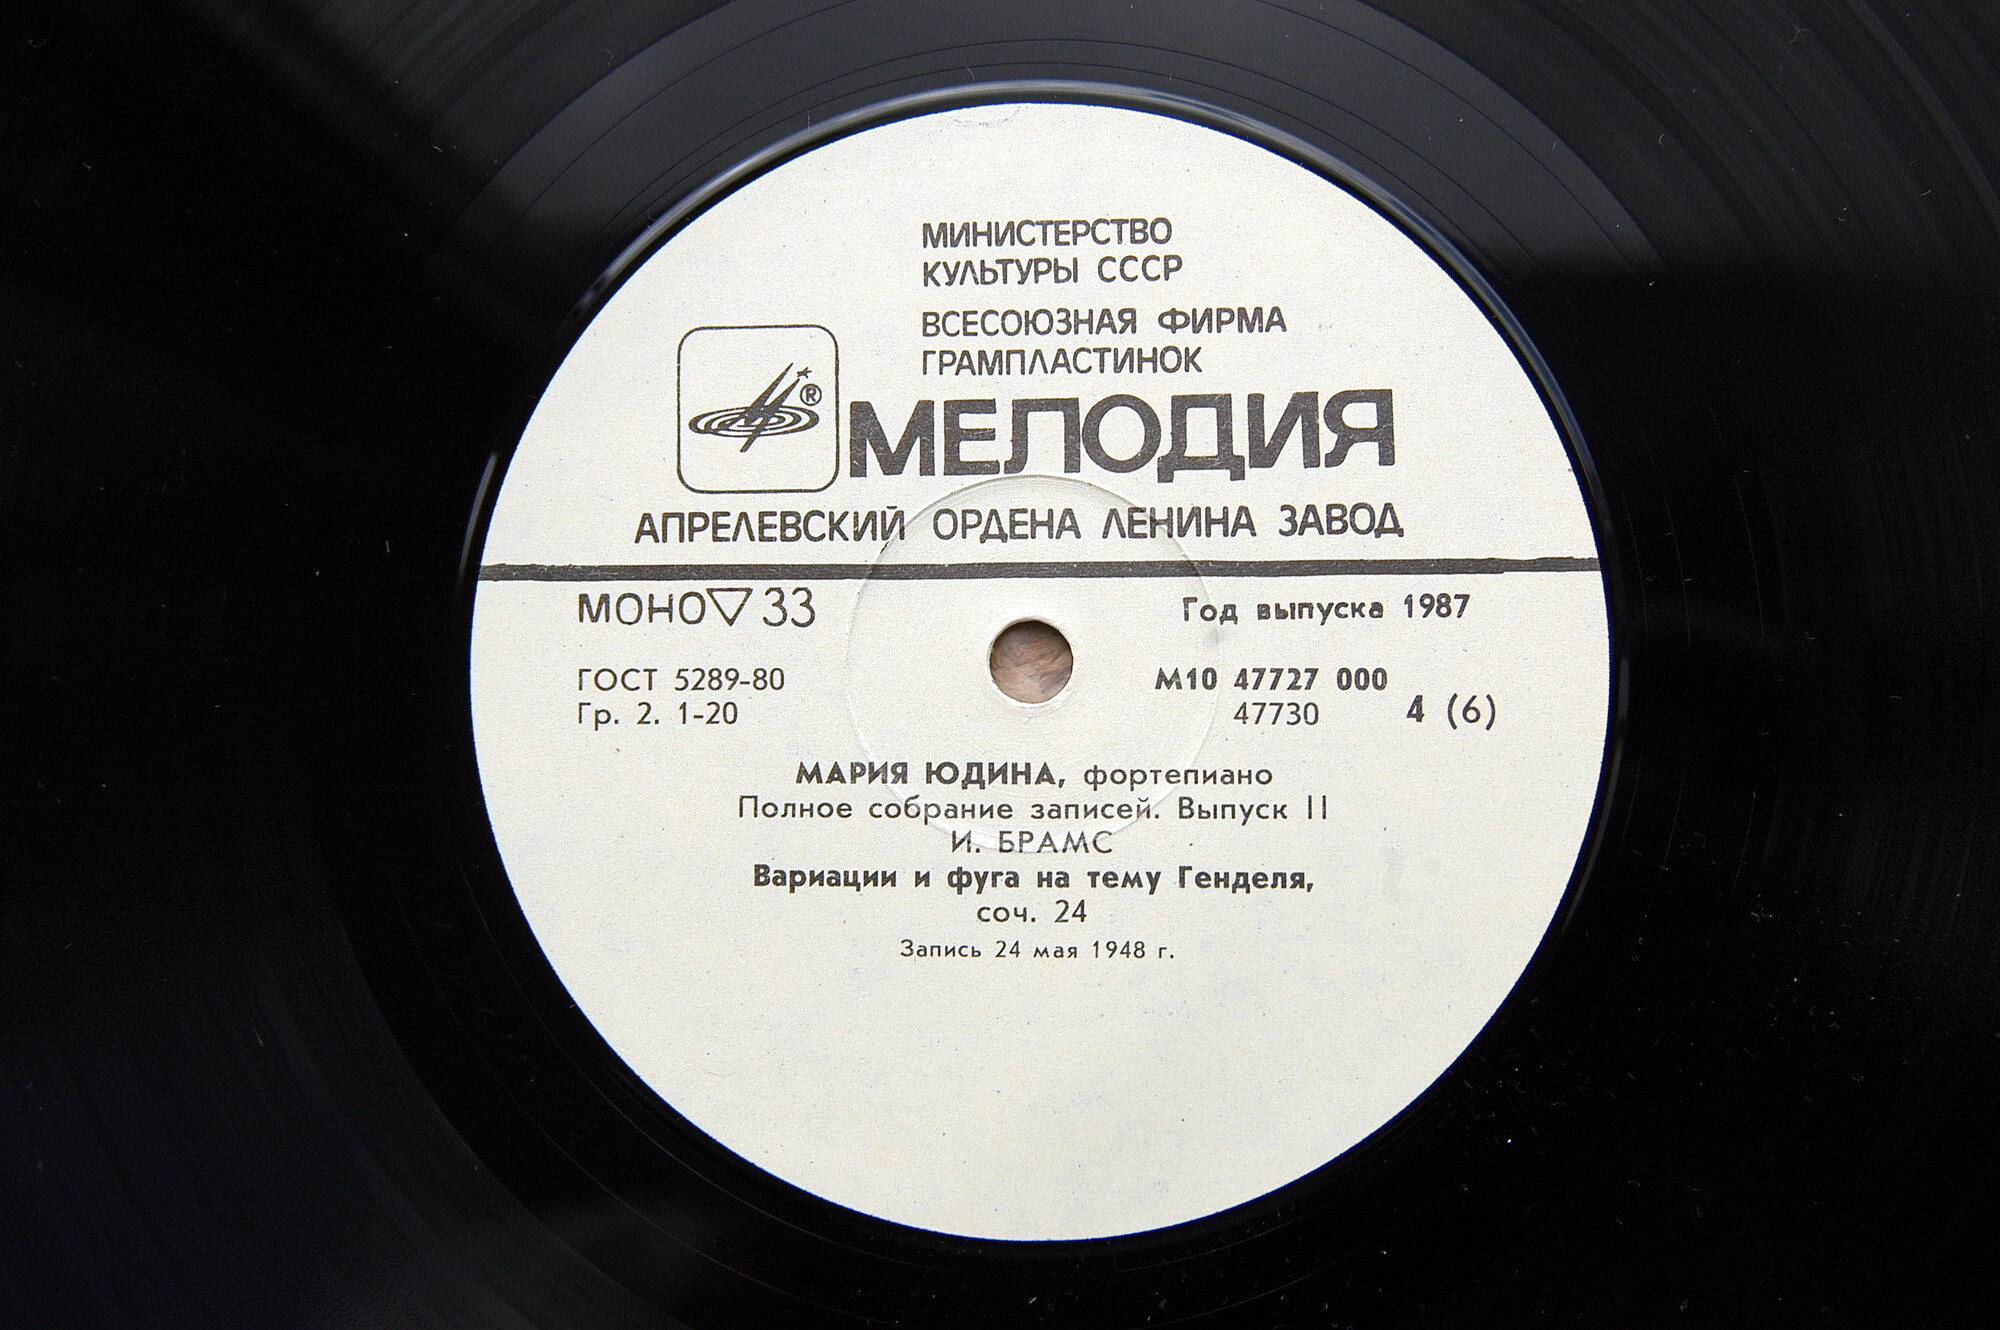 МИНИСТЕРСТВО
КУЛЬТУРЫ СССР
ВСЕСОЮЗНАЯ ФИРМА
ГРАМПЛАСТИНОК
®
МЕЛОДИЯ
АПРЕЛЕВСКИЙ ОРДЕНА ЛЕНИНА ЗАВОД
МОНО▽33
Год выпуска 1987
ГОСТ 5289-80
Гр. 2. 1-20
М10 47727 000
47730 4 (6)
МАРИЯ ЮДИНА, фортепиано
Полное собрание записей. Выпуск II
И. БРАМС
Вариации и фуга на тему Генделя,
соч. 24
Запись 24 мая 1948 г.